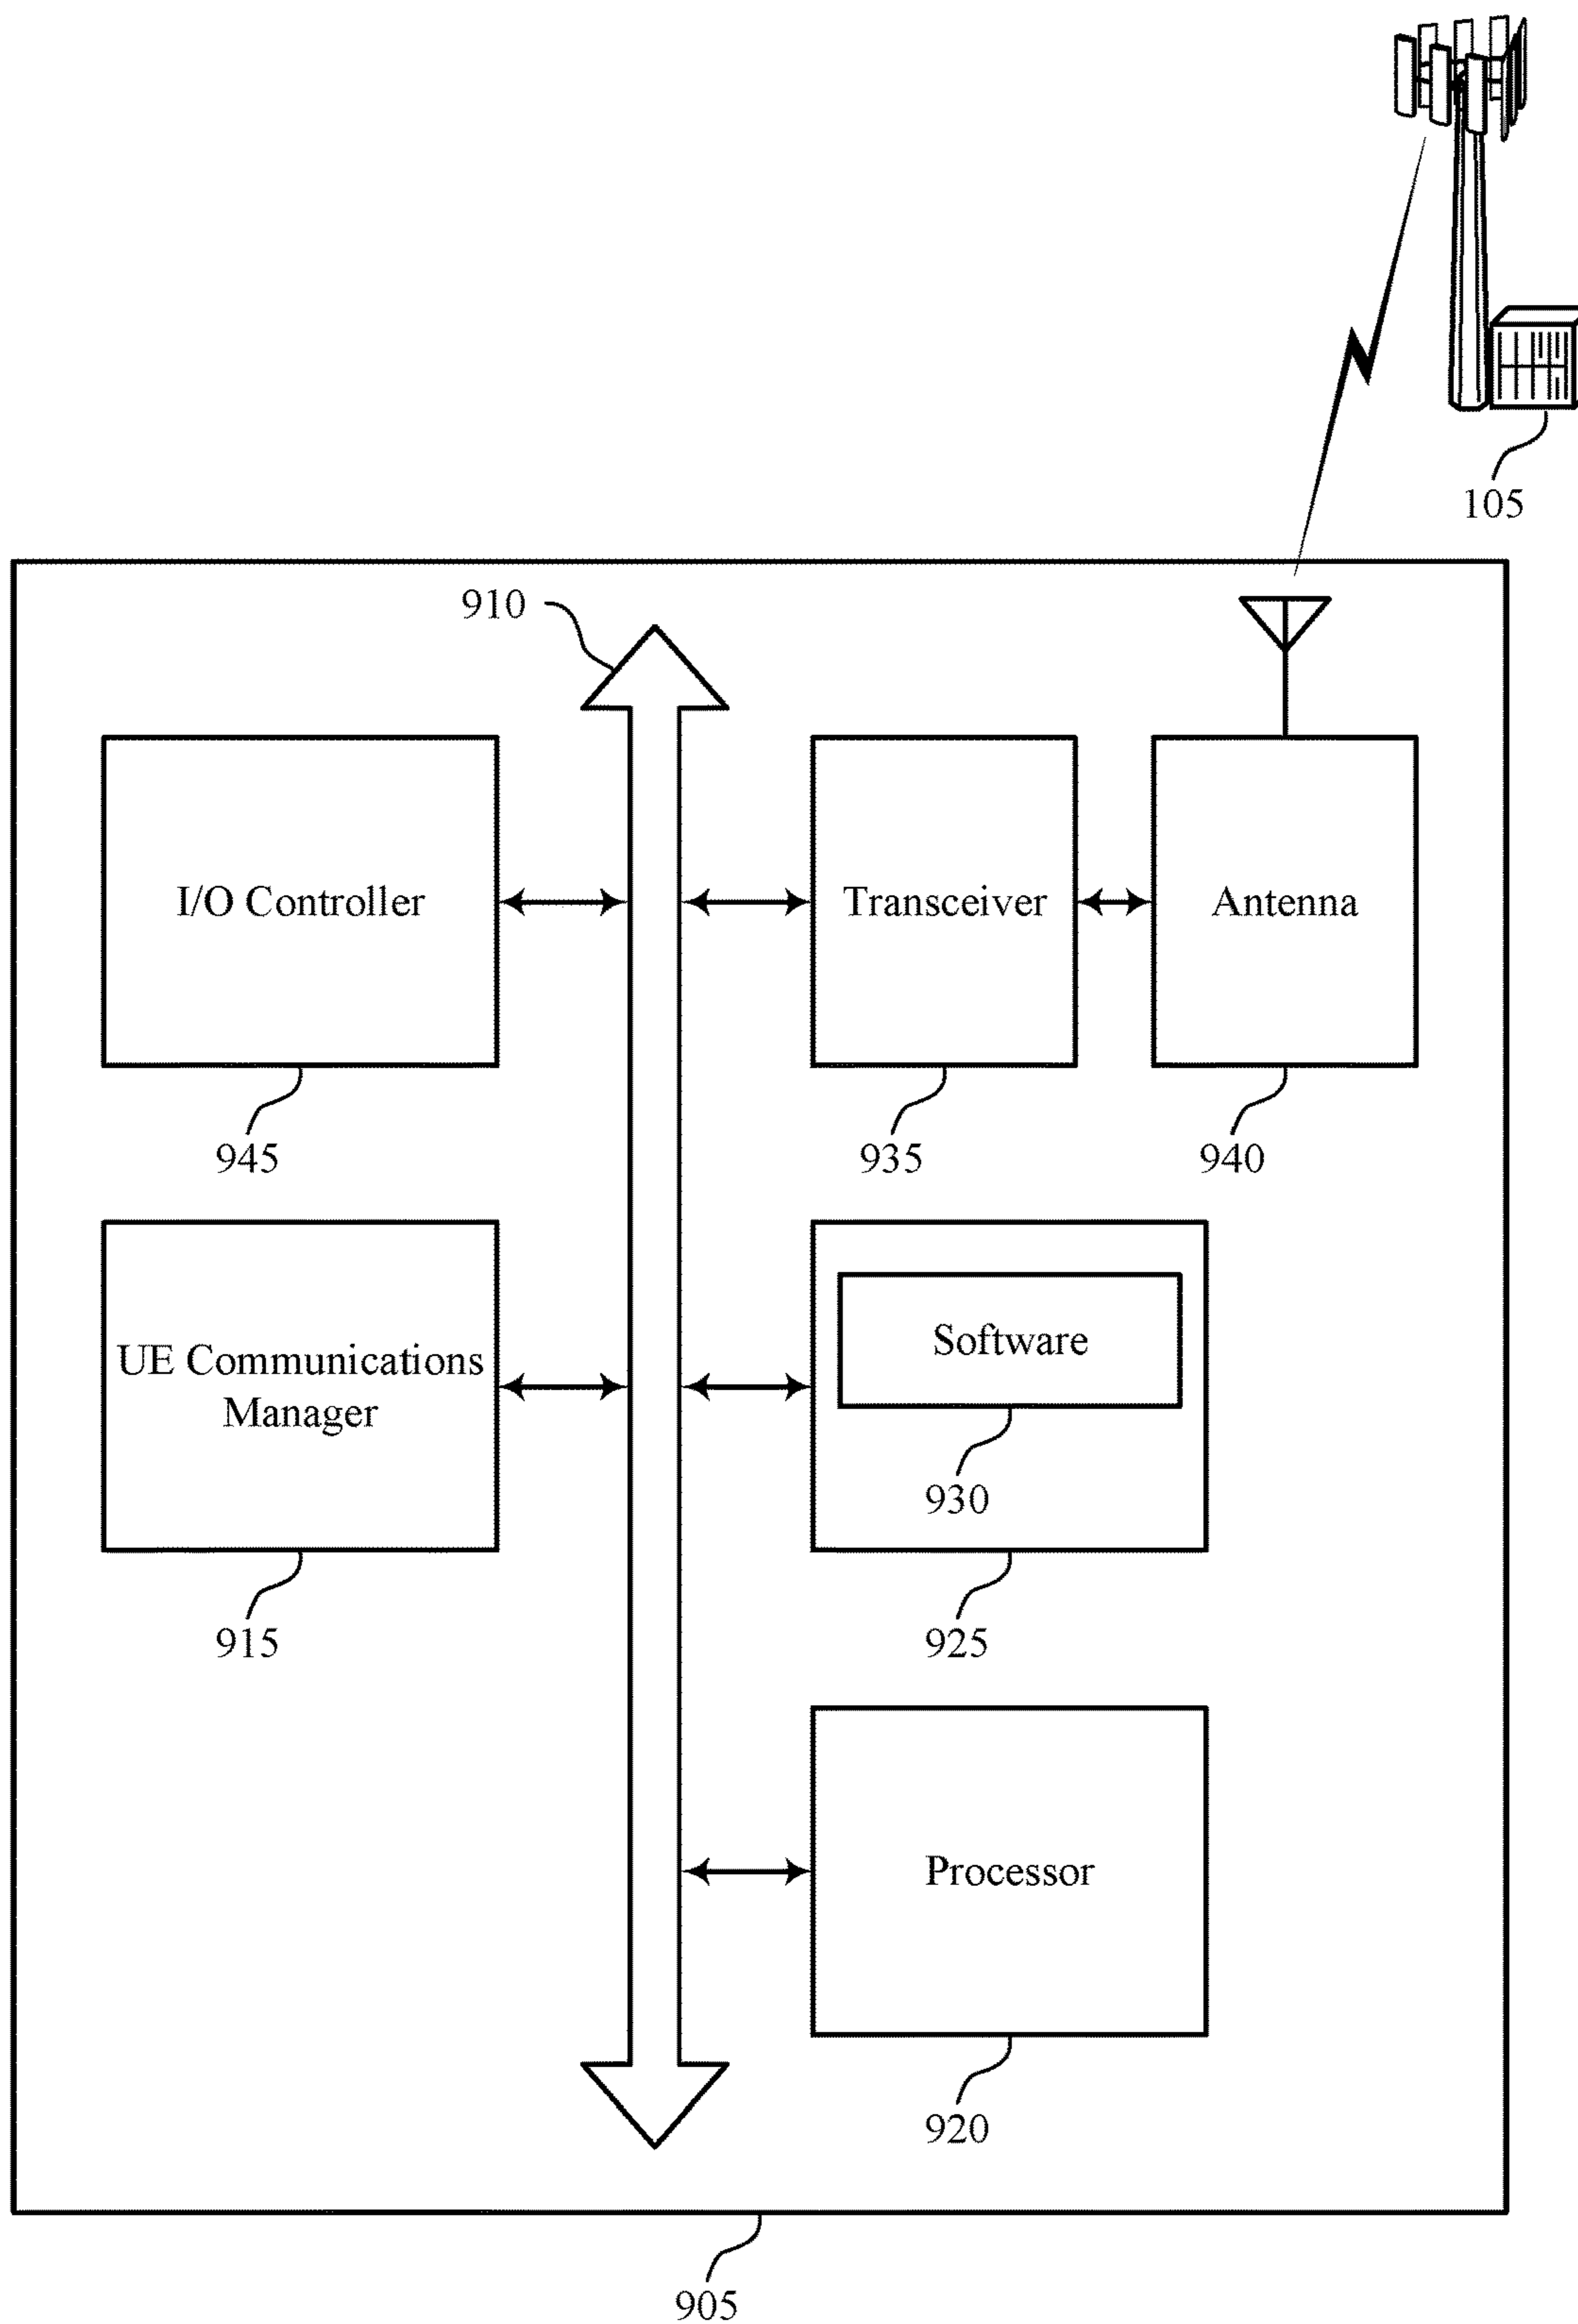 105
910
I/O Controller
Transceiver
Antenna
945
935
940
UE Communications
Manager
Software
930
915
925
Processor
920
905